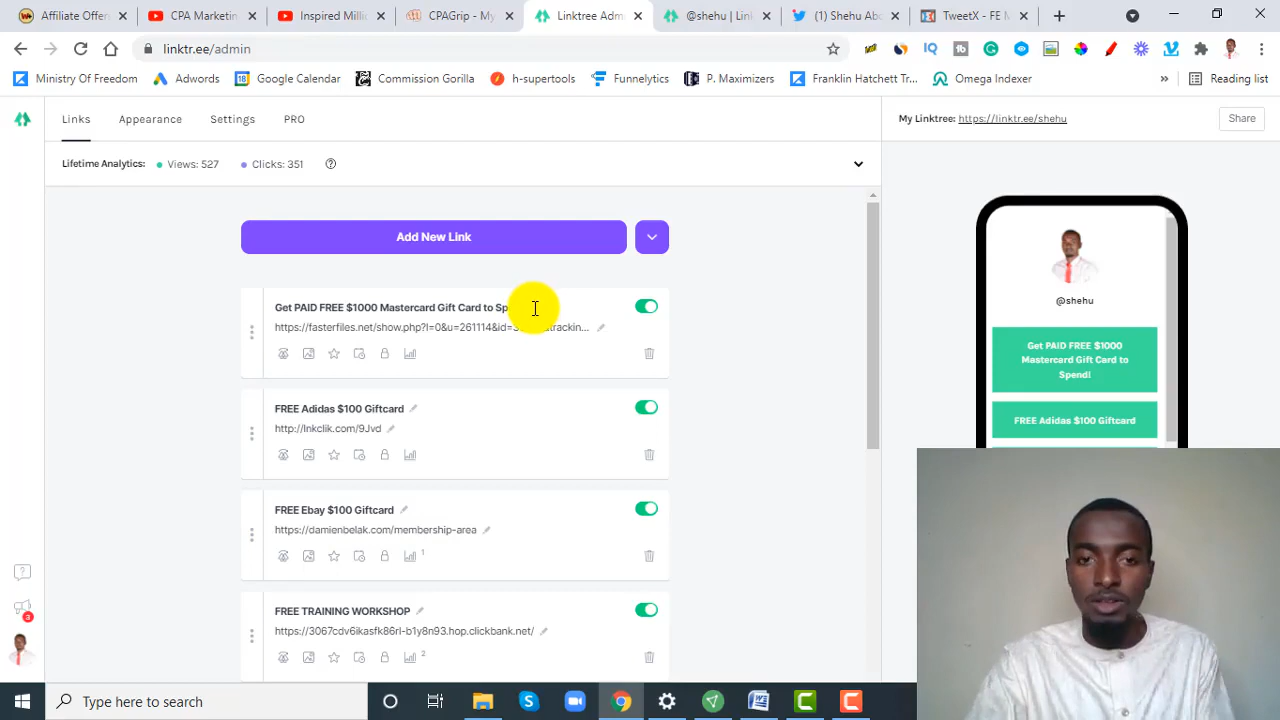 Affiliate Offer
CPA Market
Inspired Milli
CPAGrip - My
Linktree Adm
@shehu | Link
(1) Shehu Abo
TweetX - FE M
linktr.ee/admin
Ministry Of Freedom
Adwords
Google Calendar
Commission Gorilla
h-supertools
Funnelytics
P. Maximizers
Franklin Hatchett Tr...
Omega Indexer
Reading list
Links
Appearance
Settings
PRO
My Linktree: https://linktr.ee/shehu
Share
Lifetime Analytics:
Views: 527
Clicks: 351
Add New Link
Get PAID FREE $1000 Mastercard Gift Card to
https://fasterfiles.net/show.php?l=0&u=261114&id=
FREE Adidas $100 Giftcard
http://lnkclik.com/9Jvd
FREE Ebay $100 Giftcard
https://damienbelak.com/membership-area
1
FREE TRAINING WORKSHOP
https://3067cdv6ikasfk86rl-b1y8n93.hop.clickbank.net/
2
3
@shehu
Get PAID FREE $1000
Mastercard Gift Card to
Spend!
FREE Adidas $100 Giftcard
Type here to search